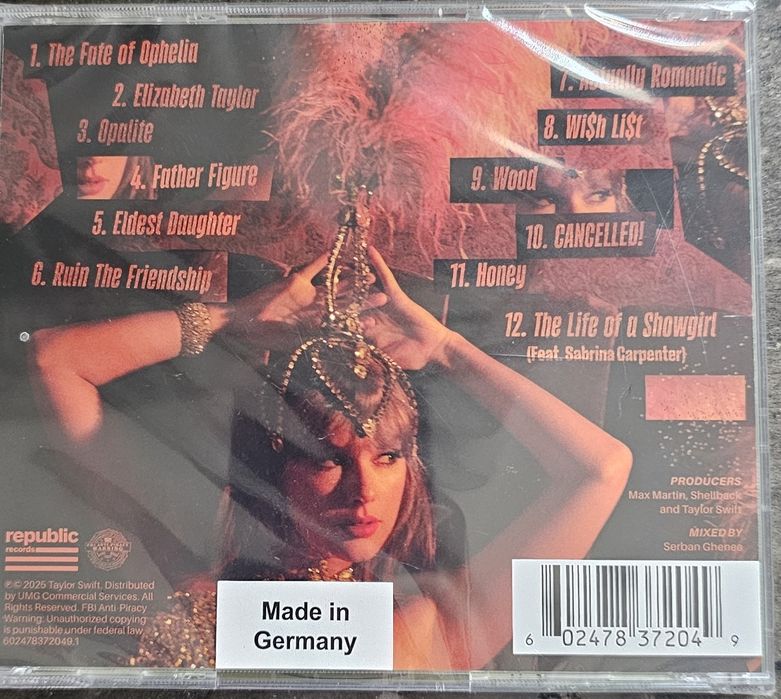 1. The Fate of Ophelia
2. Elizabeth Taylor
3. Opalite
4. Father Figure
5. Eldest Daughter
6. Ruin The Friendship
7. Actually Romantic
8. Wi$h Li$t
9. Wood
10. CANCELLED!
11. Honey
12. The Life of a Showgirl
(Feat. Sabrina Carpenter)
PRODUCERS
Max Martin, Shellback
and Taylor Swift
MIXED BY
Serban Ghenea
republic
records
WARNING
℗© 2025 Taylor Swift. Distributed
by UMG Commercial Services. All
Rights Reserved. FBI Anti-Piracy
Warning: Unauthorized copying
is punishable under federal law
602478372049.1
Made in
Germany
6 02478 37204 9